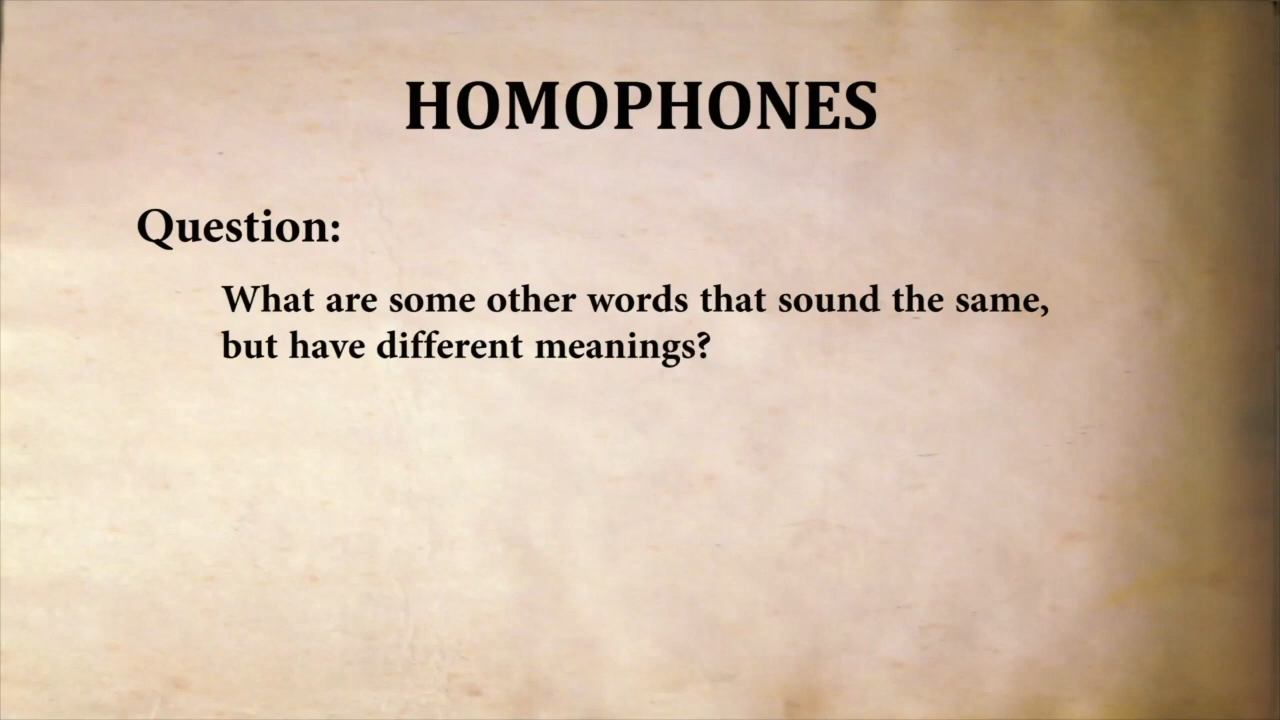 HOMOPHONES
Question:
What are some other words that sound the same,
but have different meanings?